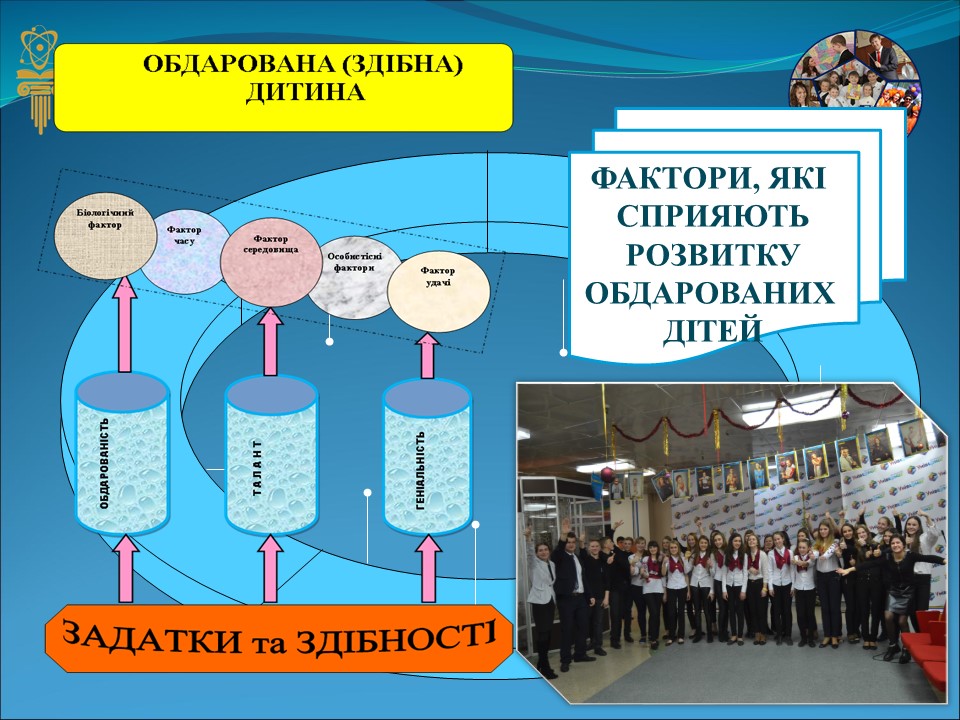 ОБДАРОВАНА (ЗДІБНА)
ДИТИНА
ФАКТОРИ, ЯКІ
СПРИЯЮТЬ
РОЗВИТКУ
ОБДАРОВАНИХ
ДІТЕЙ
Біологічний
фактор
Фактор
часу
Фактор
середовища
Особистісні
фактори
Фактор
удачі
ОБДАРОВАНІСТЬ
Т А Л А Н Т
ГЕНІАЛЬНІСТЬ
ЗАДАТКИ та ЗДІБНОСТІ